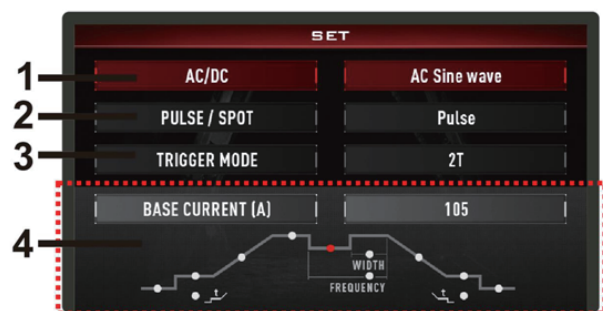 SET
1 AC/DC AC Sine wave
2 PULSE / SPOT Pulse
3 TRIGGER MODE 2T
BASE CURRENT (A) 105
4
WIDTH
FREQUENCY
t t